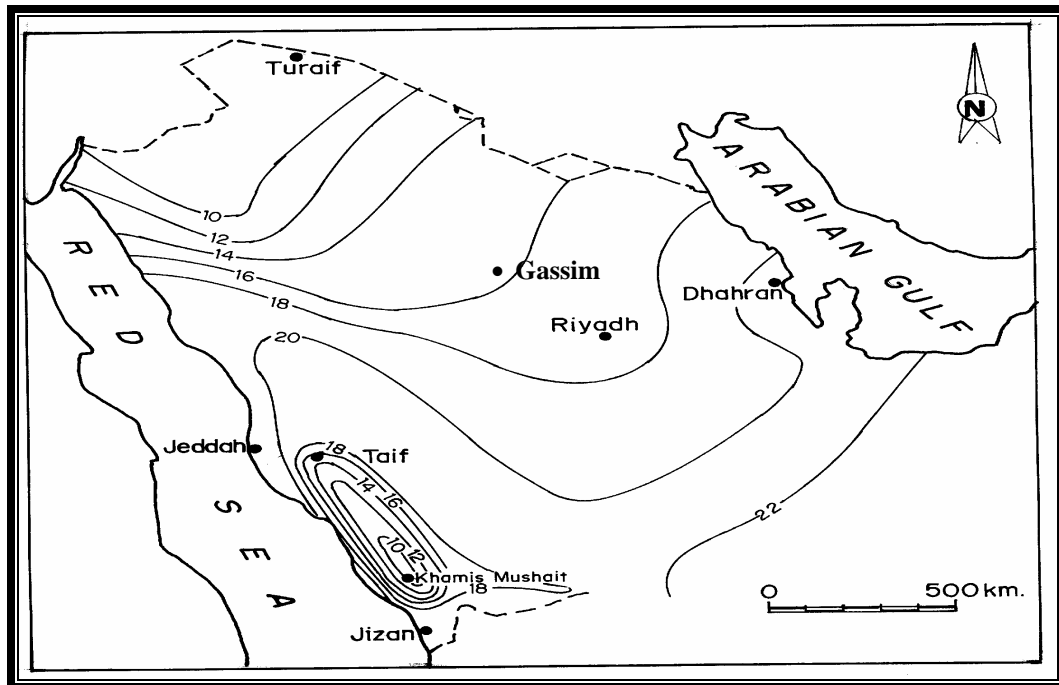 Turaif
N
ARABIAN GULF
10
12
14
16
18
20
Gassim
Dhahran
Riyadh
RED SEA
Jeddah
18
Taif
14
16
22
10
12
Khamis Mushait
18
0 500 km.
Jizan